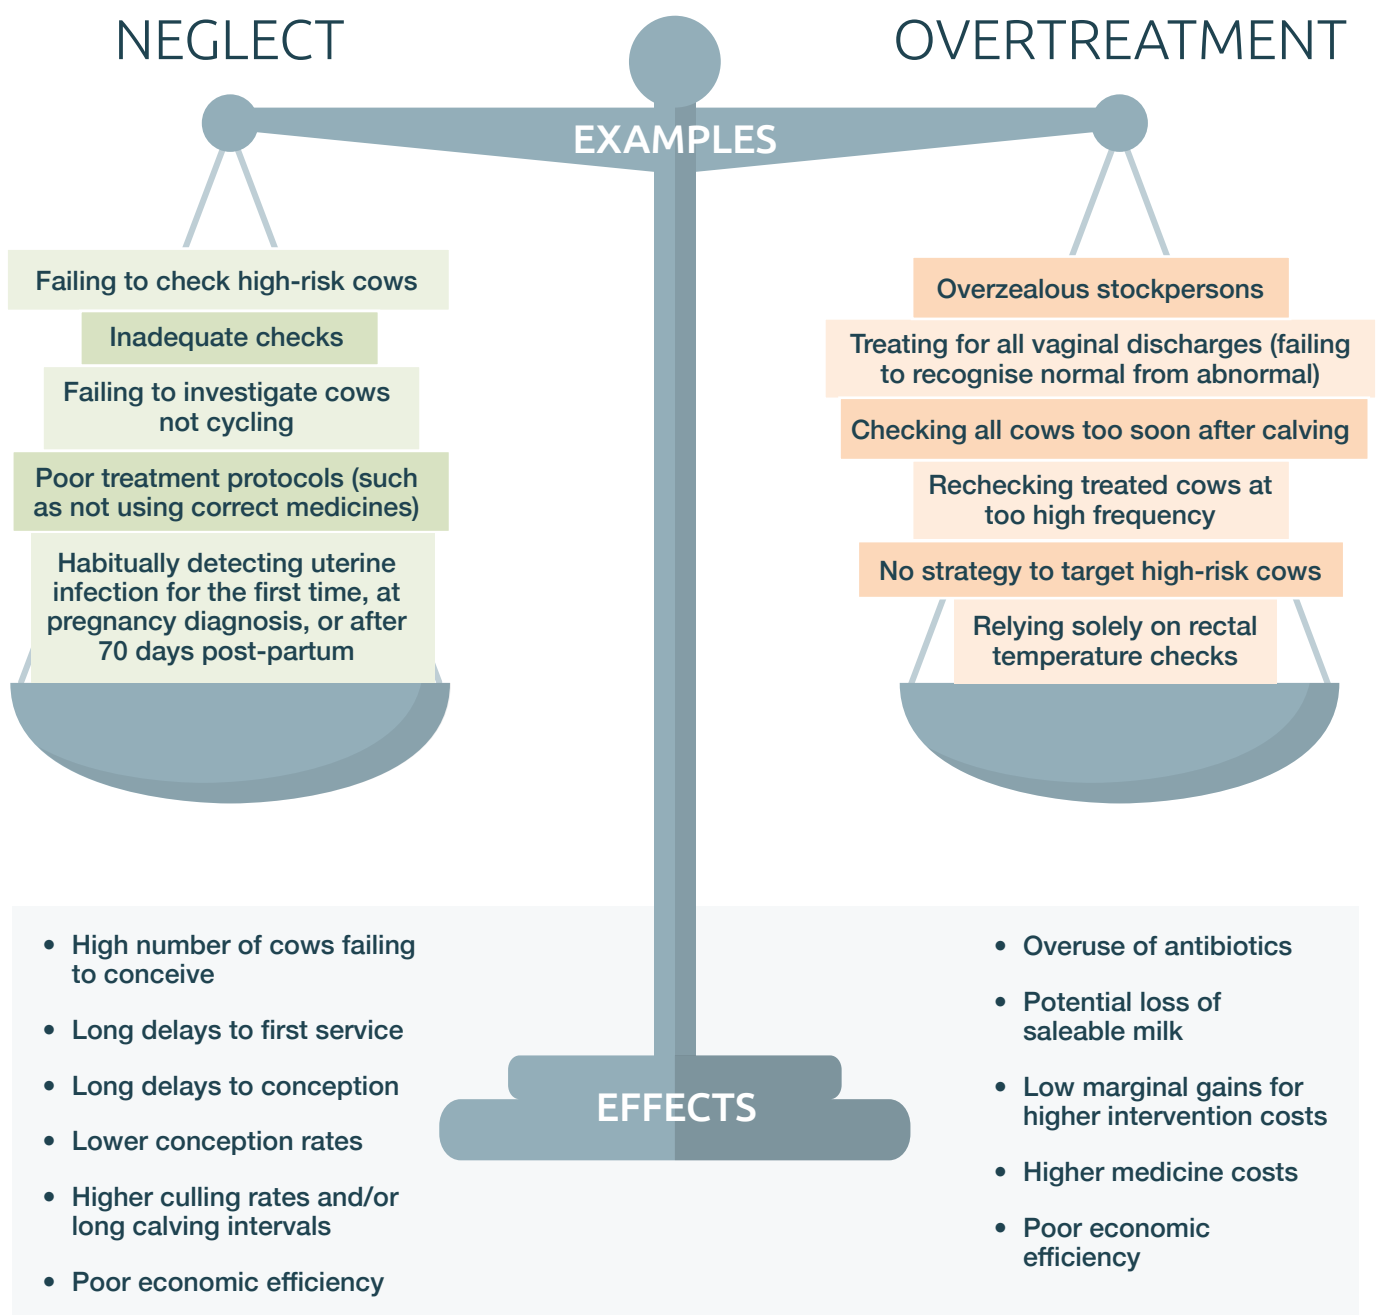 NEGLECT
OVERTREATMENT
EXAMPLES
Failing to check high-risk cows
Inadequate checks
Failing to investigate cows
not cycling
Poor treatment protocols (such
as not using correct medicines)
Habitually detecting uterine
infection for the first time, at
pregnancy diagnosis, or after
70 days post-partum
Overzealous stockpersons
Treating for all vaginal discharges (failing
to recognise normal from abnormal)
Checking all cows too soon after calving
Rechecking treated cows at
too high frequency
No strategy to target high-risk cows
Relying solely on rectal
temperature checks
EFFECTS
• High number of cows failing
to conceive
• Long delays to first service
• Long delays to conception
• Lower conception rates
• Higher culling rates and/or
long calving intervals
• Poor economic efficiency
• Overuse of antibiotics
• Potential loss of
saleable milk
• Low marginal gains for
higher intervention costs
• Higher medicine costs
• Poor economic
efficiency